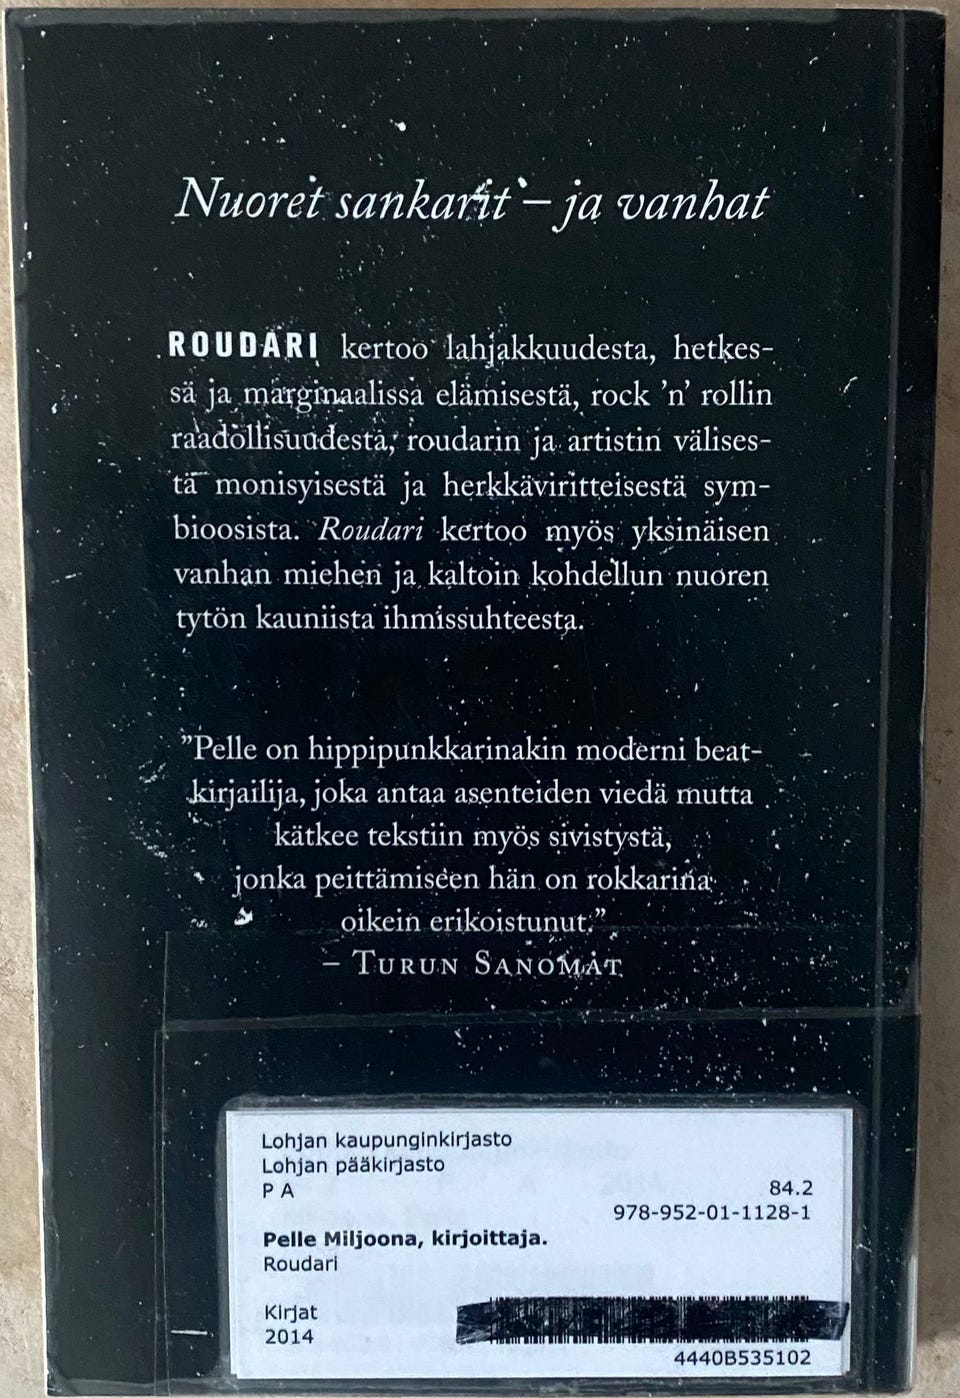 Nuoret sankarit – ja vanhat
ROUDARI kertoo lahjakkuudesta, hetkes-
sä ja marginaalissa elämisestä, rock ’n’ rollin
raadollisuudesta, roudarin ja artistin välises-
tä monisyisestä ja herkkäviritteisestä sym-
bioosista. Roudari kertoo myös yksinäisen
vanhan miehen ja kaltoin kohdellun nuoren
tytön kauniista ihmissuhteesta.
”Pelle on hippipunkkarinakin moderni beat-
kirjailija, joka antaa asenteiden viedä mutta
kätkee tekstiin myös sivistystä,
jonka peittämiseen hän on rokkarina
oikein erikoistunut.”
– TURUN SANOMAT
Lohjan kaupunginkirjasto
Lohjan pääkirjasto
P A
84.2
978-952-01-1128-1
Pelle Miljoona, kirjoittaja.
Roudari
Kirjat
2014
4440B535102